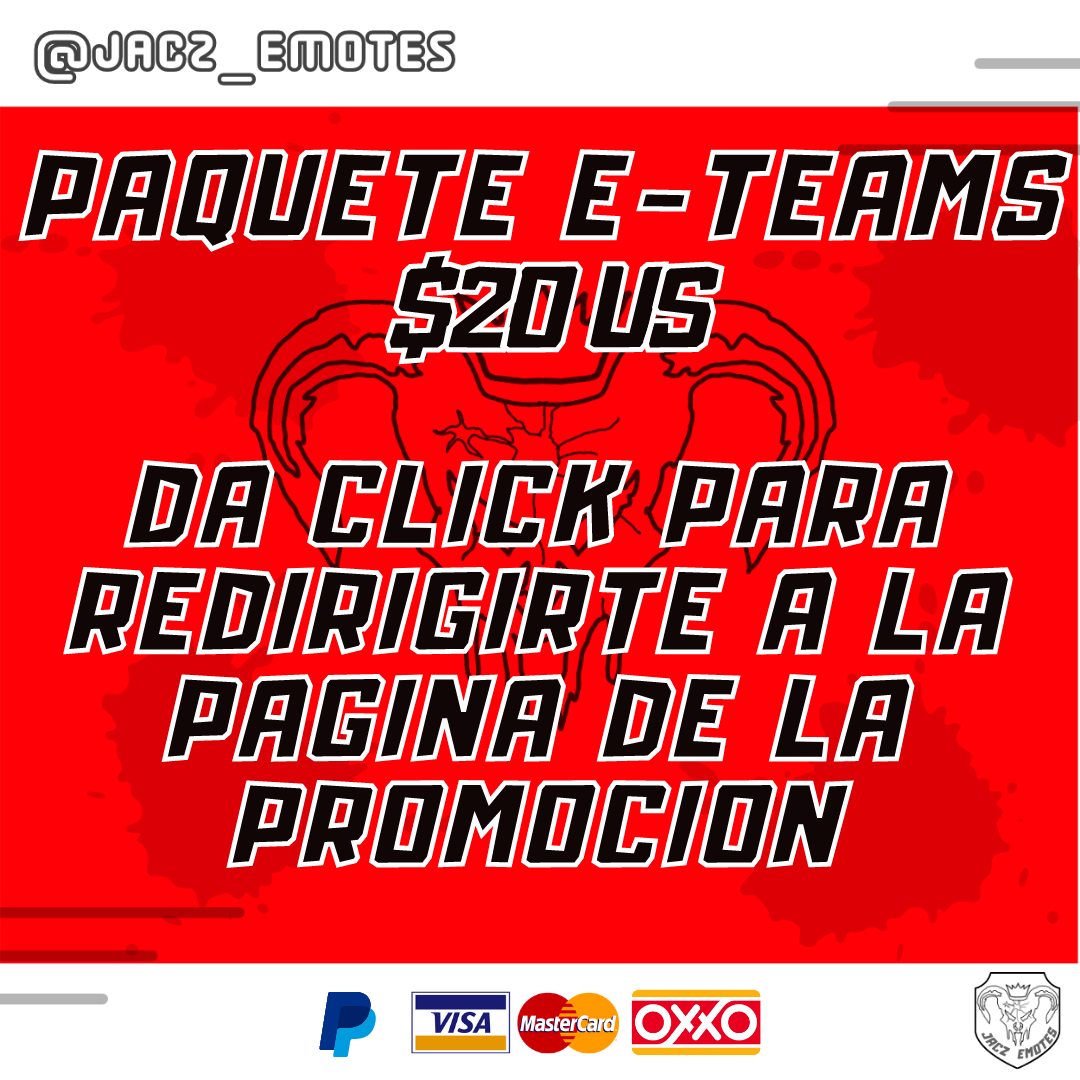 @JACZ_EMOTES
PAQUETE E-TEAMS
$20 US
DA CLICK PARA
REDIRIGIRTE A LA
PAGINA DE LA
PROMOCION
VISA
MasterCard
OXXO
JACZ EMOTES